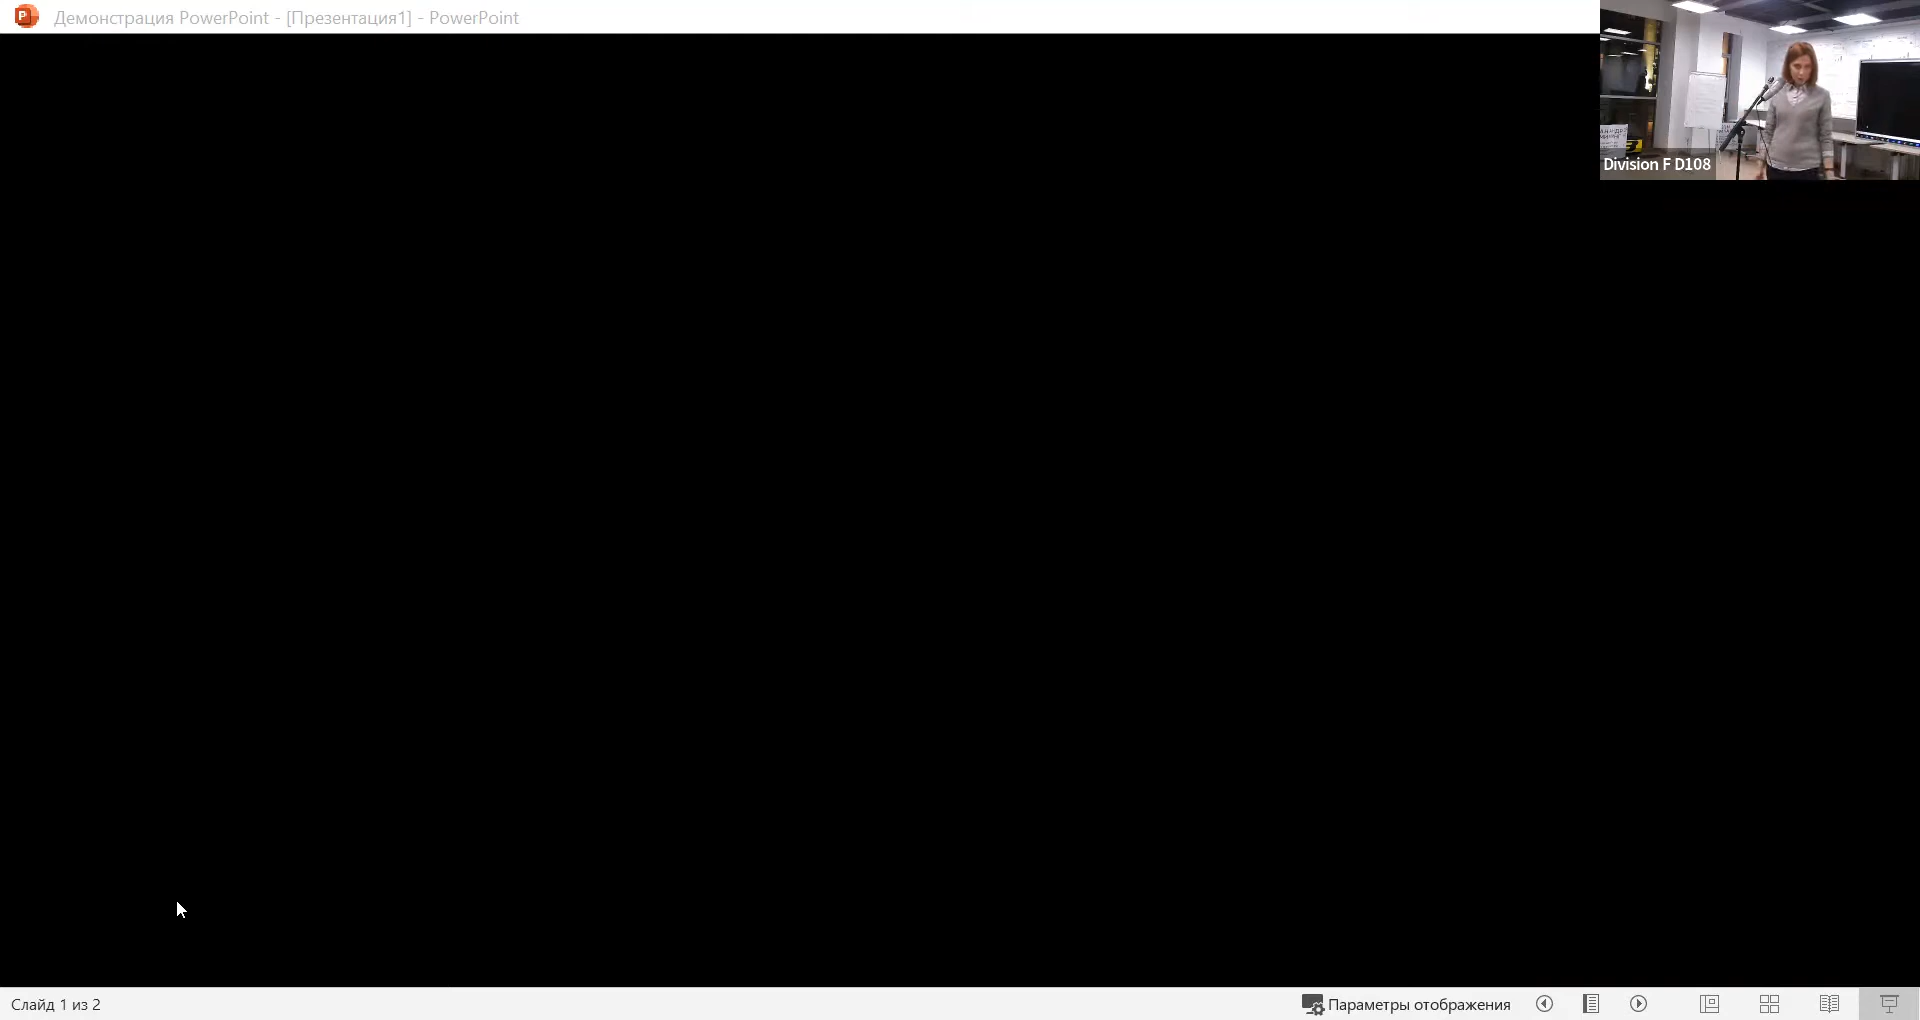 Демонстрация PowerPoint - [Презентация1] - PowerPoint
Division F D108
Слайд 1 из 2
Параметры отображения